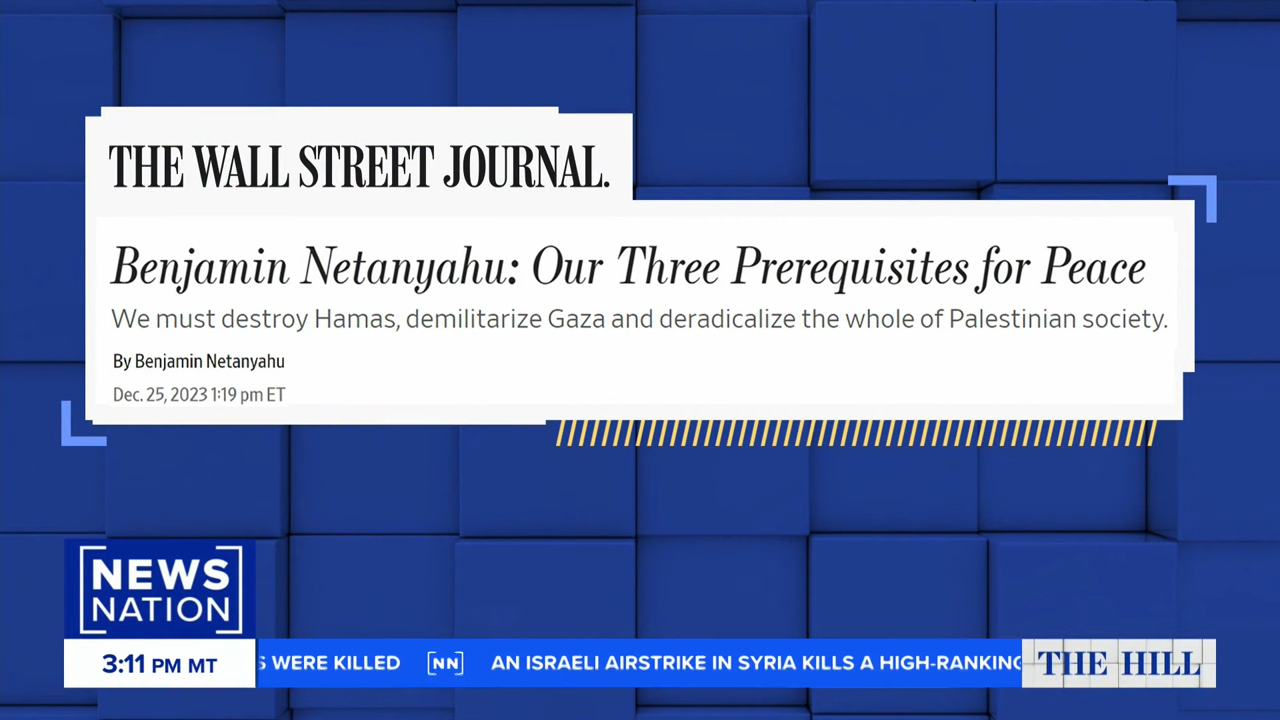 THE WALL STREET JOURNAL.
Benjamin Netanyahu: Our Three Prerequisites for Peace
We must destroy Hamas, demilitarize Gaza and deradicalize the whole of Palestinian society.
By Benjamin Netanyahu
Dec. 25, 2023 1:19 pm ET
NEWS
NATION
3:11 PM MT
S WERE KILLED [NN] AN ISRAELI AIRSTRIKE IN SYRIA KILLS A HIGH-RANKING
THE HILL